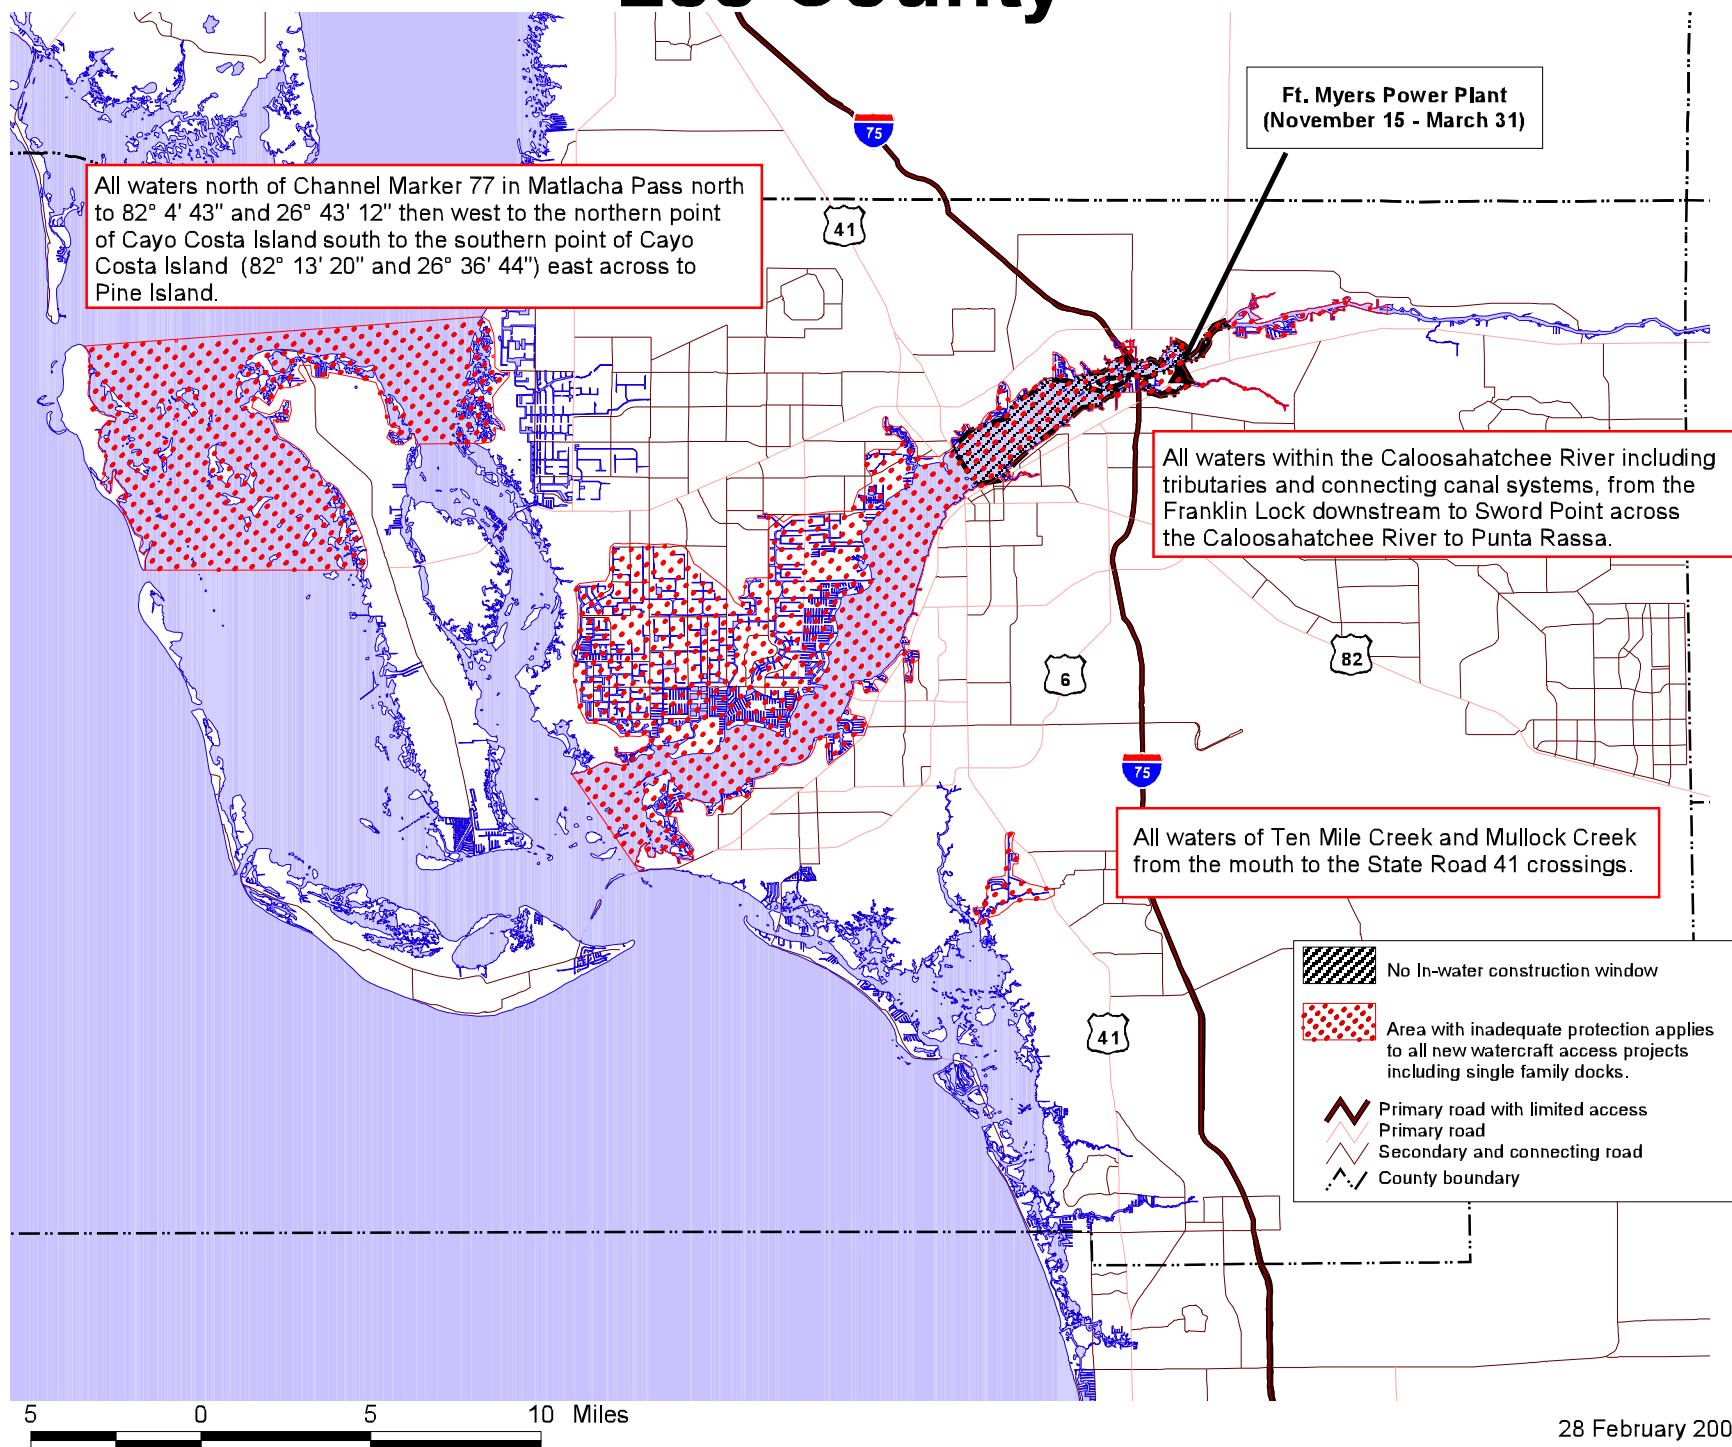 Lee County
Ft. Myers Power Plant
(November 15 - March 31)
75
All waters north of Channel Marker 77 in Matlacha Pass north
to 82° 4' 43" and 26° 43' 12" then west to the northern point
of Cayo Costa Island south to the southern point of Cayo
Costa Island (82° 13' 20" and 26° 36' 44") east across to
Pine Island.
41
All waters within the Caloosahatchee River including
tributaries and connecting canal systems, from the
Franklin Lock downstream to Sword Point across
the Caloosahatchee River to Punta Rassa.
82
6
75
All waters of Ten Mile Creek and Mullock Creek
from the mouth to the State Road 41 crossings.
41
No In-water construction window
Area with inadequate protection applies
to all new watercraft access projects
including single family docks.
Primary road with limited access
Primary road
Secondary and connecting road
County boundary
5 0 5 10 Miles
28 February 200